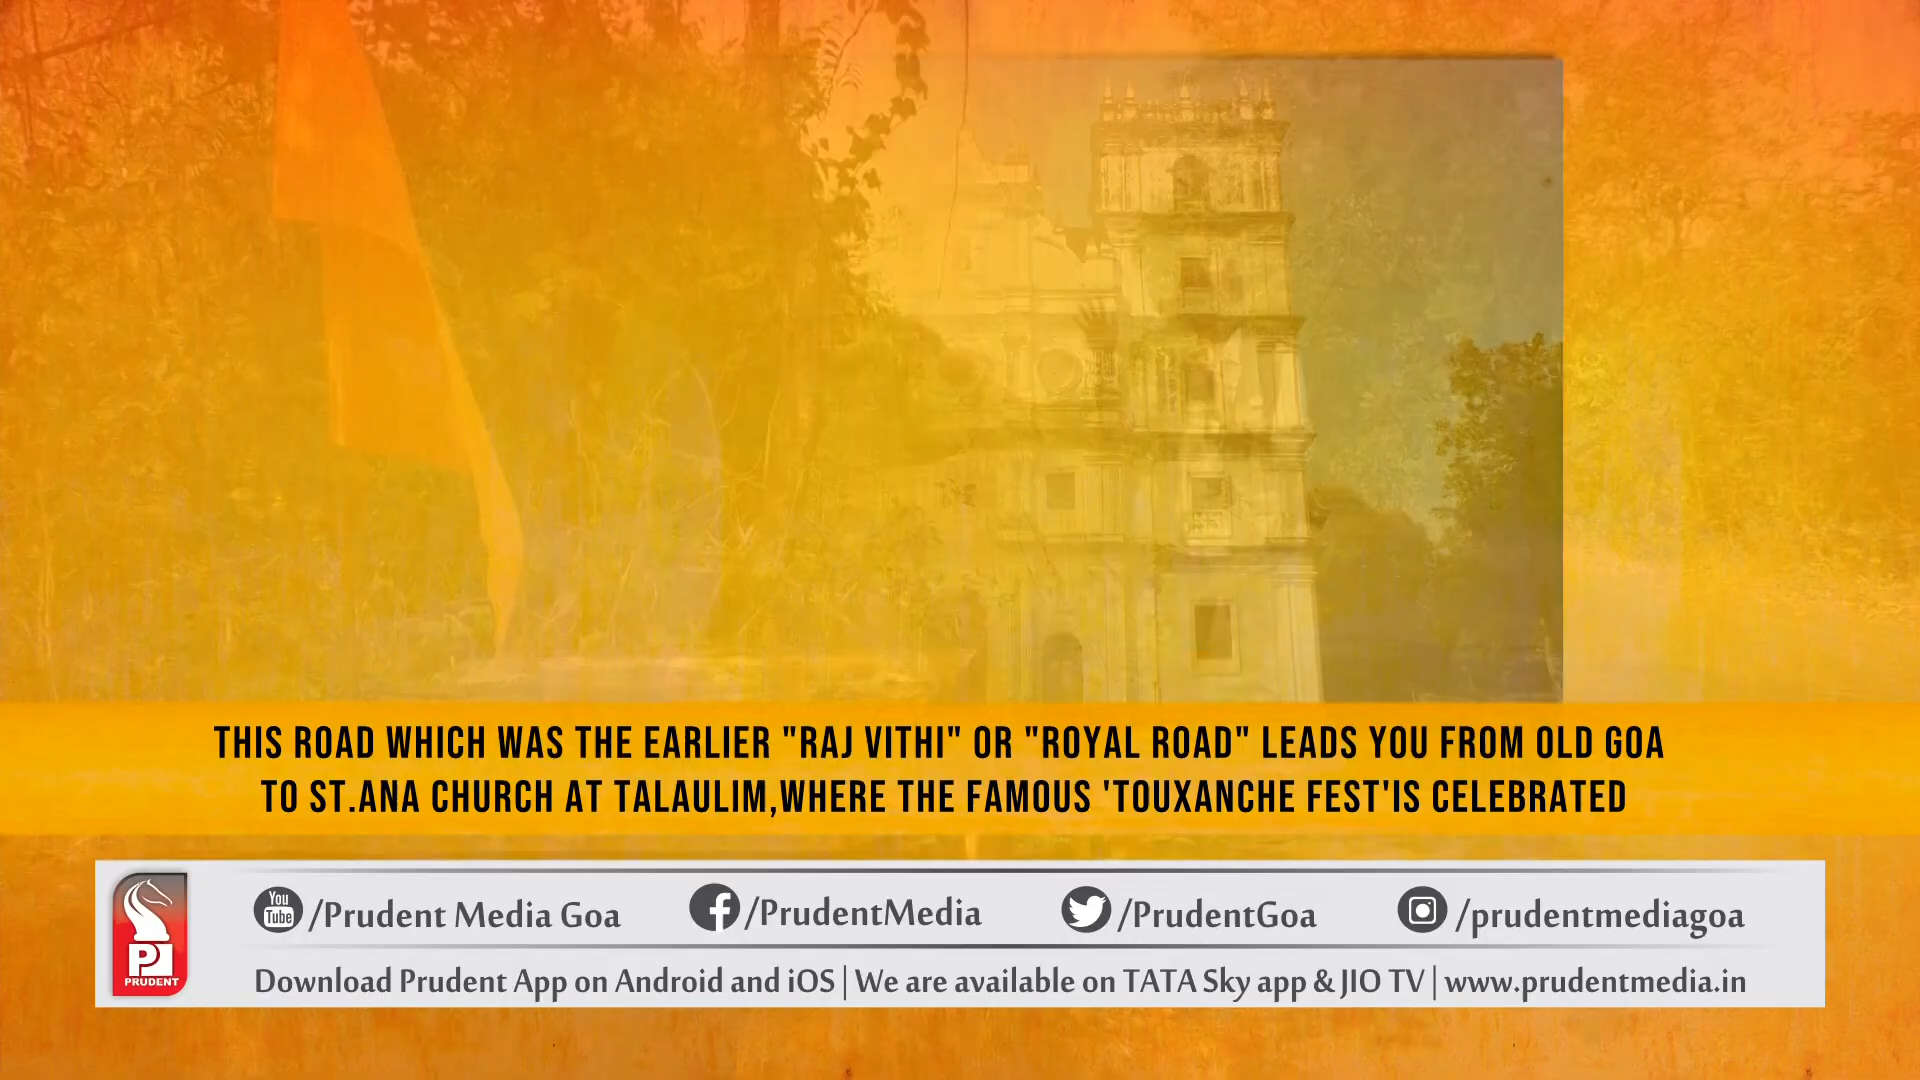 THIS ROAD WHICH WAS THE EARLIER "RAJ VITHI" OR "ROYAL ROAD" LEADS YOU FROM OLD GOA
TO ST.ANA CHURCH AT TALAULIM,WHERE THE FAMOUS 'TOUXANCHE FEST'IS CELEBRATED
You Tube /Prudent Media Goa /PrudentMedia /PrudentGoa /prudentmediagoa
PRUDENT
Download Prudent App on Android and iOS | We are available on TATA Sky app & JIO TV | www.prudentmedia.in